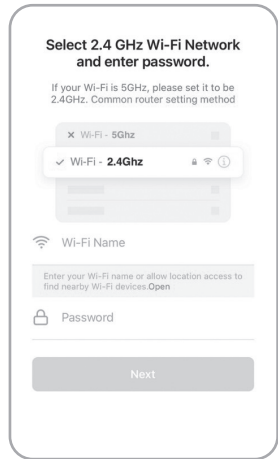 Select 2.4 GHz Wi-Fi Network
and enter password.
If your Wi-Fi is 5GHz, please set it to be
2.4GHz. Common router setting method
Wi-Fi - 5Ghz
Wi-Fi - 2.4Ghz
Wi-Fi Name
Enter your Wi-Fi name or allow location access to
find nearby Wi-Fi devices.Open
Password
Next